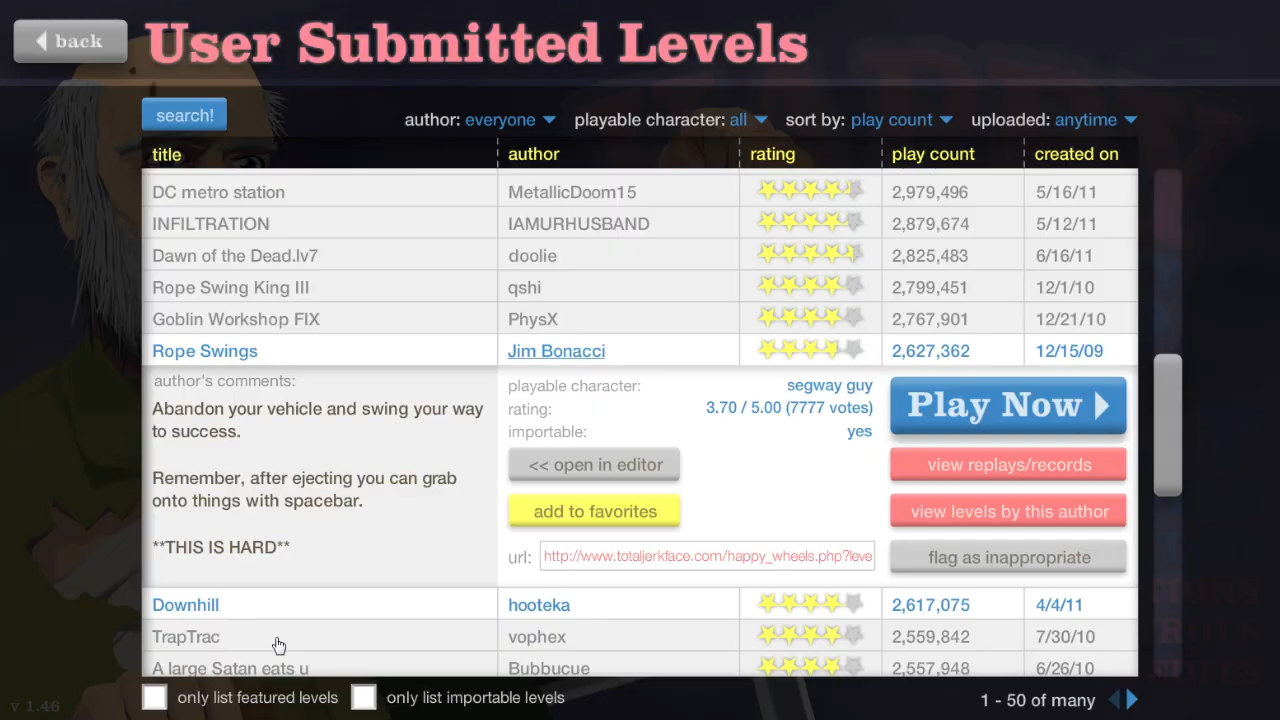 back
User Submitted Levels
search!
author: everyone
playable character: all
sort by: play count
uploaded: anytime
title author rating play count created on
DC metro station MetallicDoom15 2,979,496 5/16/11
INFILTRATION IAMURHUSBAND 2,879,674 5/12/11
Dawn of the Dead.lv7 doolie 2,825,483 6/16/11
Rope Swing King III qshi 2,799,451 12/1/10
Goblin Workshop FIX PhysX 2,767,901 12/21/10
Rope Swings Jim Bonacci 2,627,362 12/15/09
author's comments:
Abandon your vehicle and swing your way
to success.
Remember, after ejecting you can grab
onto things with spacebar.
**THIS IS HARD**
playable character: segway guy
rating: 3.70 / 5.00 (7777 votes)
importable: yes
<< open in editor
add to favorites
url: http://www.totaljerkface.com/happy_wheels.php?leve
Play Now
view replays/records
view levels by this author
flag as inappropriate
Downhill hooteka 2,617,075 4/4/11
TrapTrac vophex 2,559,842 7/30/10
A large Satan eats u Bubbucue 2,557,948 6/26/10
only list featured levels
only list importable levels
1 - 50 of many
v 1.46